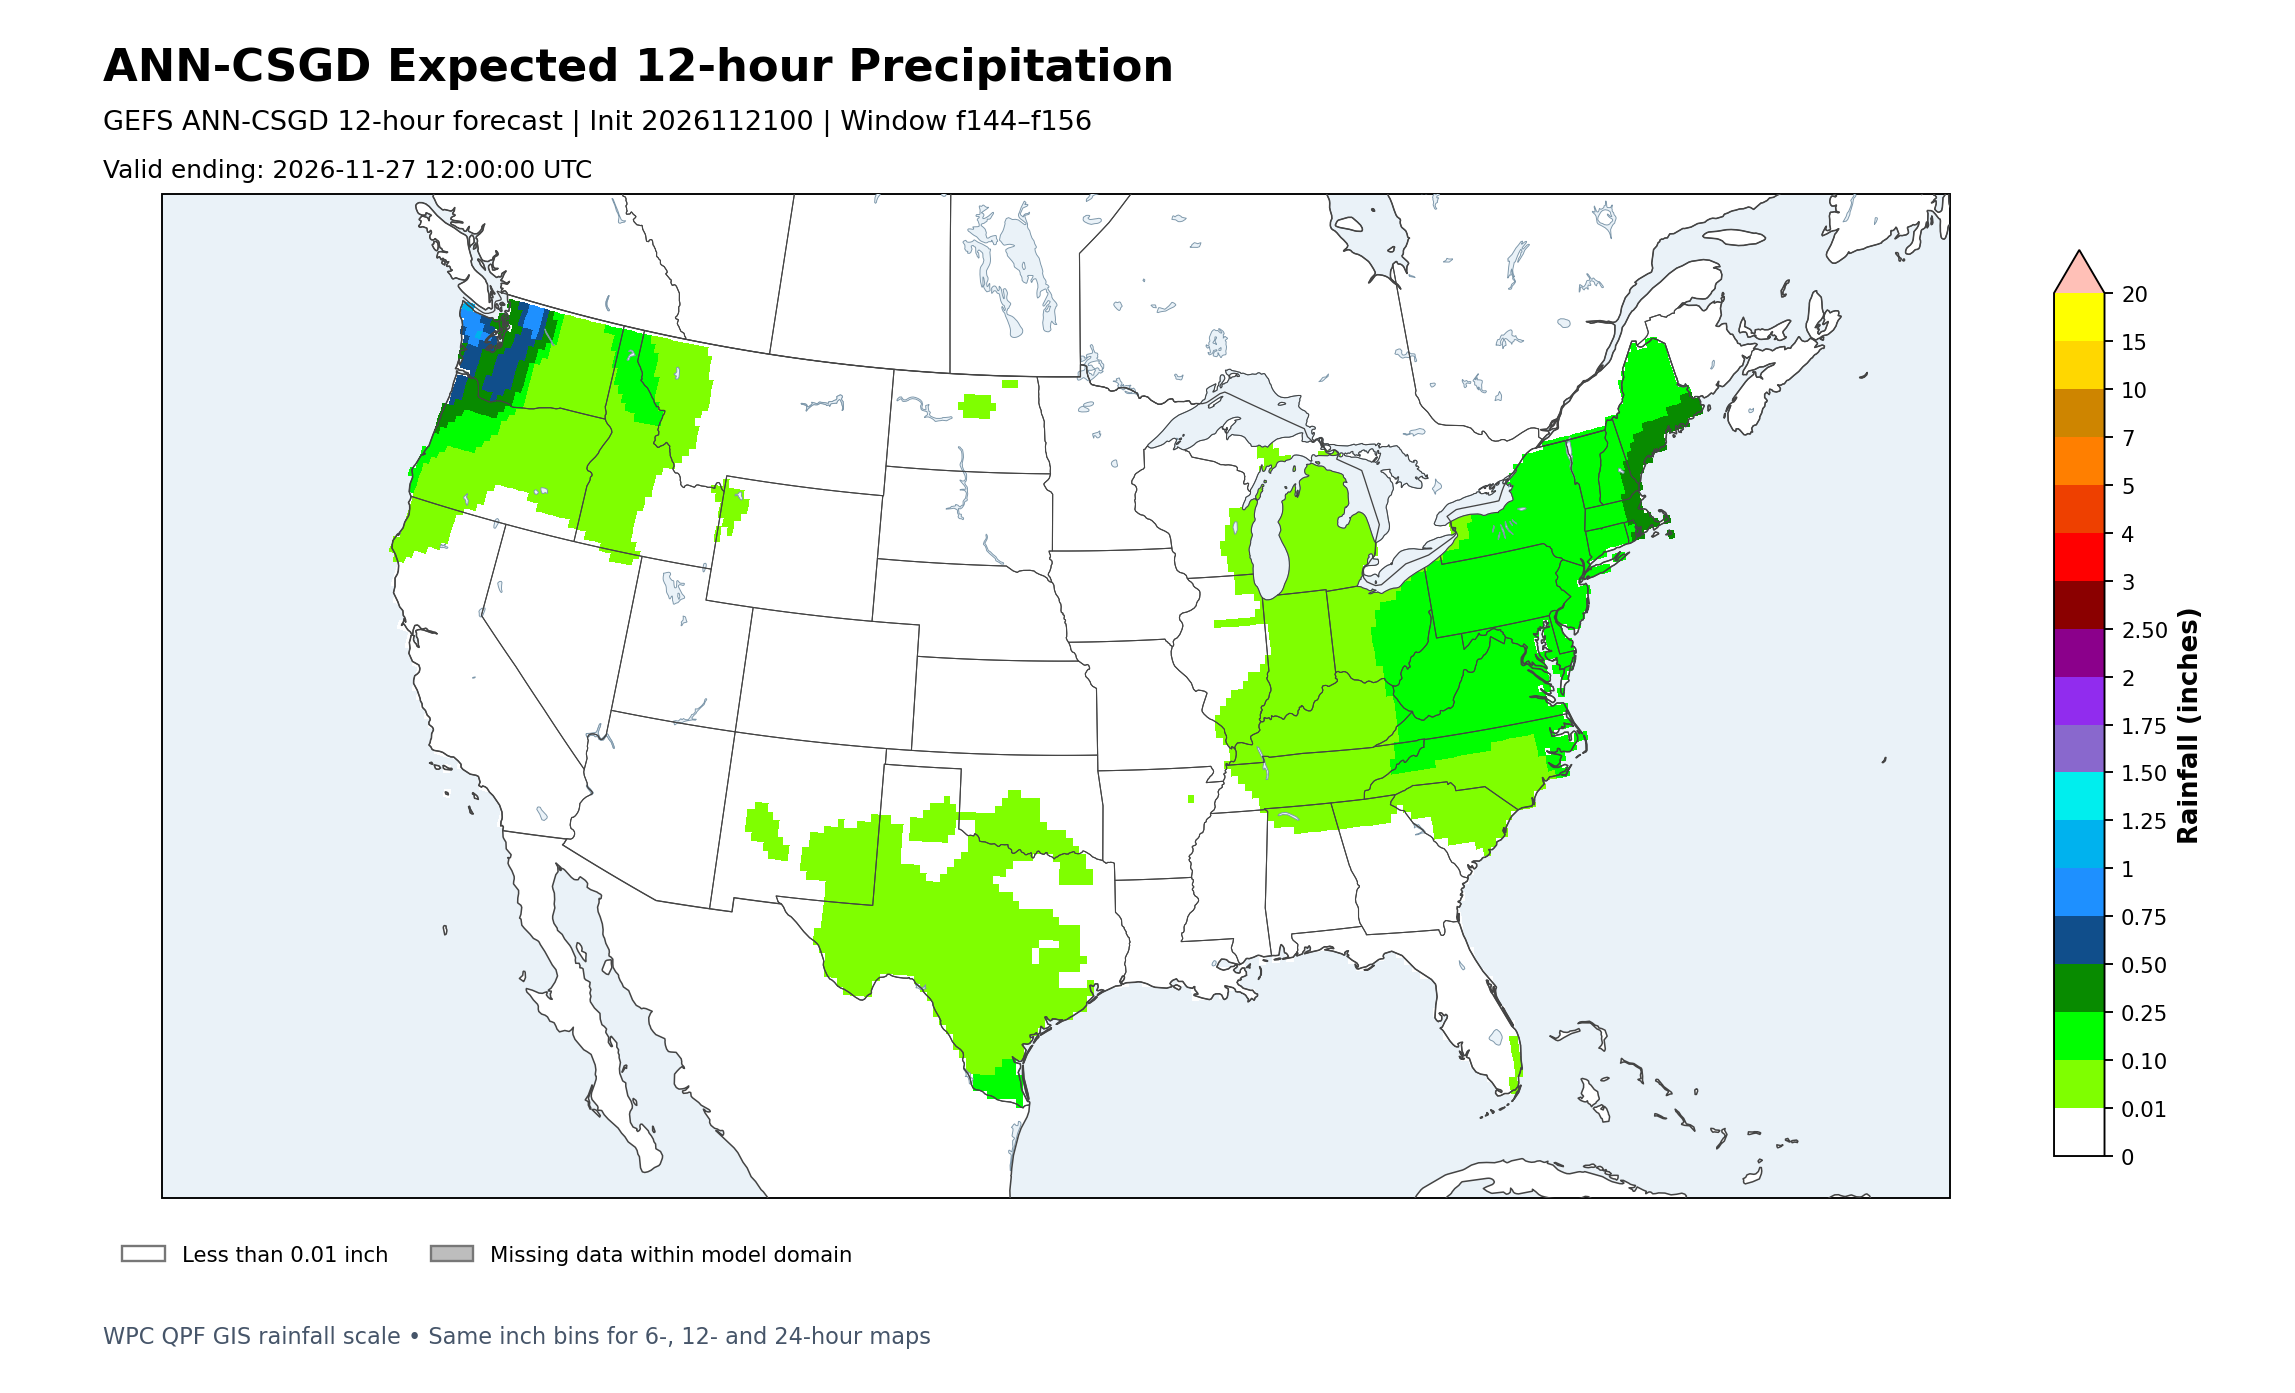 ANN-CSGD Expected 12-hour Precipitation
GEFS ANN-CSGD 12-hour forecast | Init 2026112100 | Window f144–f156
Valid ending: 2026-11-27 12:00:00 UTC
20
15
10
7
5
4
3
2.50
2
1.75
1.50
1.25
1
0.75
0.50
0.25
0.10
0.01
0
Rainfall (inches)
Less than 0.01 inch
Missing data within model domain
WPC QPF GIS rainfall scale • Same inch bins for 6-, 12- and 24-hour maps